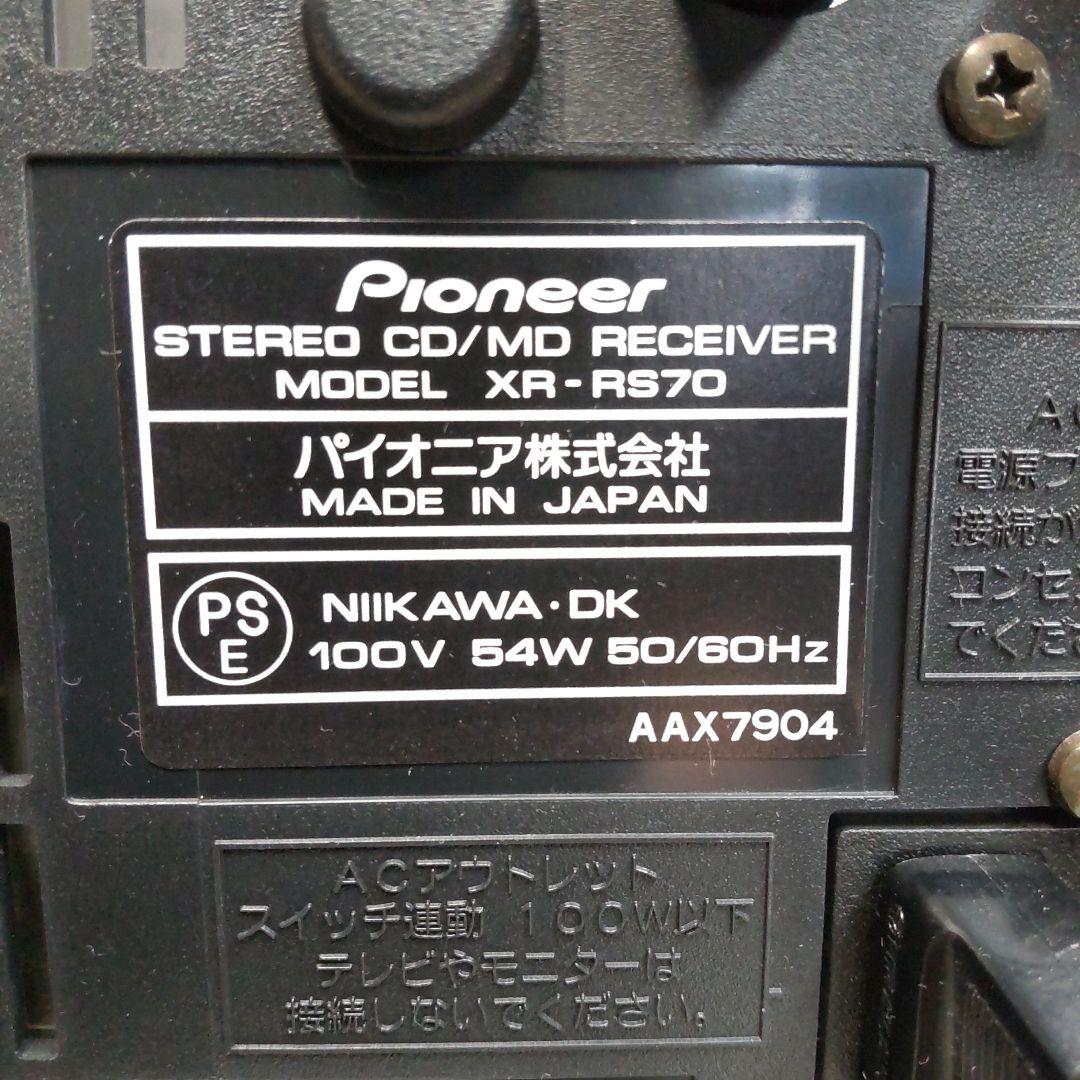 Pioneer
STEREO CD/MD RECEIVER
MODEL XR-RS70
パイオニア株式会社
MADE IN JAPAN
PS
E
NIIKAWA・DK
100V 54W 50/60Hz
AAX7904
AC
電源プ
接続が
コンセ
でくださ
ACアウトレット
スイッチ連動 100W以下
テレビやモニターは
接続しないでください。